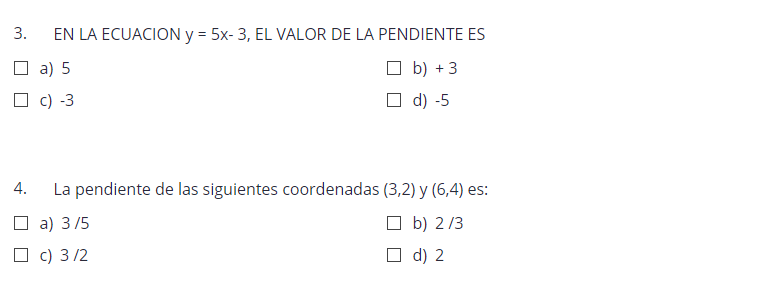 3. EN LA ECUACION y = 5x- 3, EL VALOR DE LA PENDIENTE ES
a) 5 b) + 3
c) -3 d) -5
4. La pendiente de las siguientes coordenadas (3,2) y (6,4) es:
a) 3 /5 b) 2 /3
c) 3 /2 d) 2